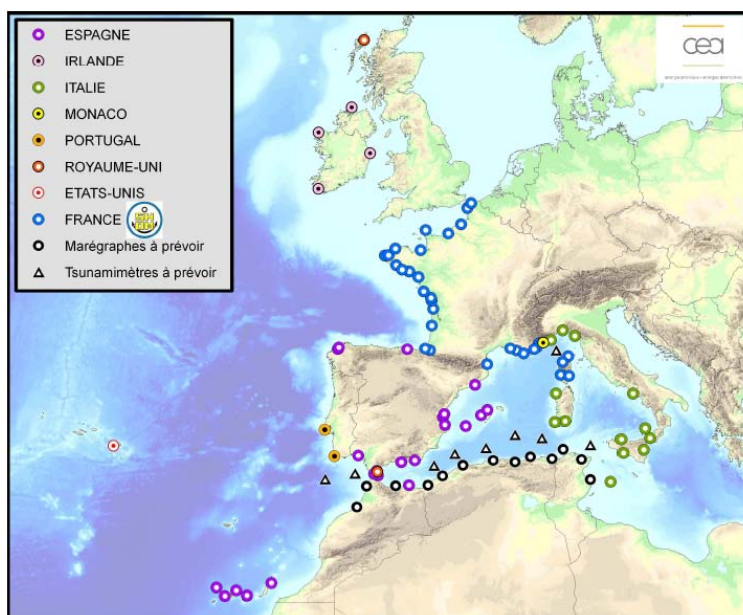 ESPAGNE
IRLANDE
ITALIE
MONACO
PORTUGAL
ROYAUME-UNI
ETATS-UNIS
FRANCE
Marégraphes à prévoir
Tsunamimètres à prévoir
cea